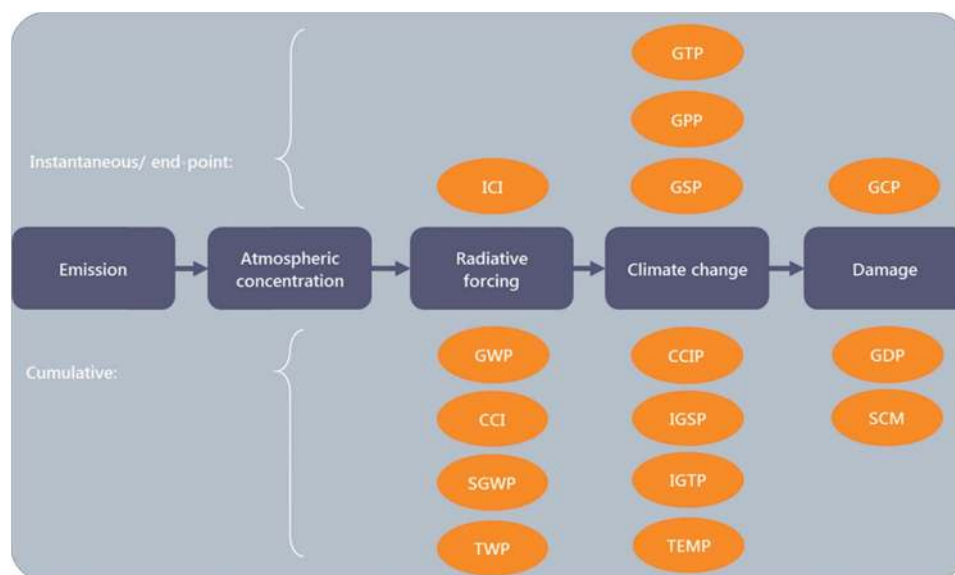 GTP
GPP
Instantaneous/ end-point:
ICI
GSP
GCP
Emission
Atmospheric
concentration
Radiative
forcing
Climate change
Damage
GWP
CCIP
GDP
Cumulative:
CCI
IGSP
SCM
SGWP
IGTP
TWP
TEMP